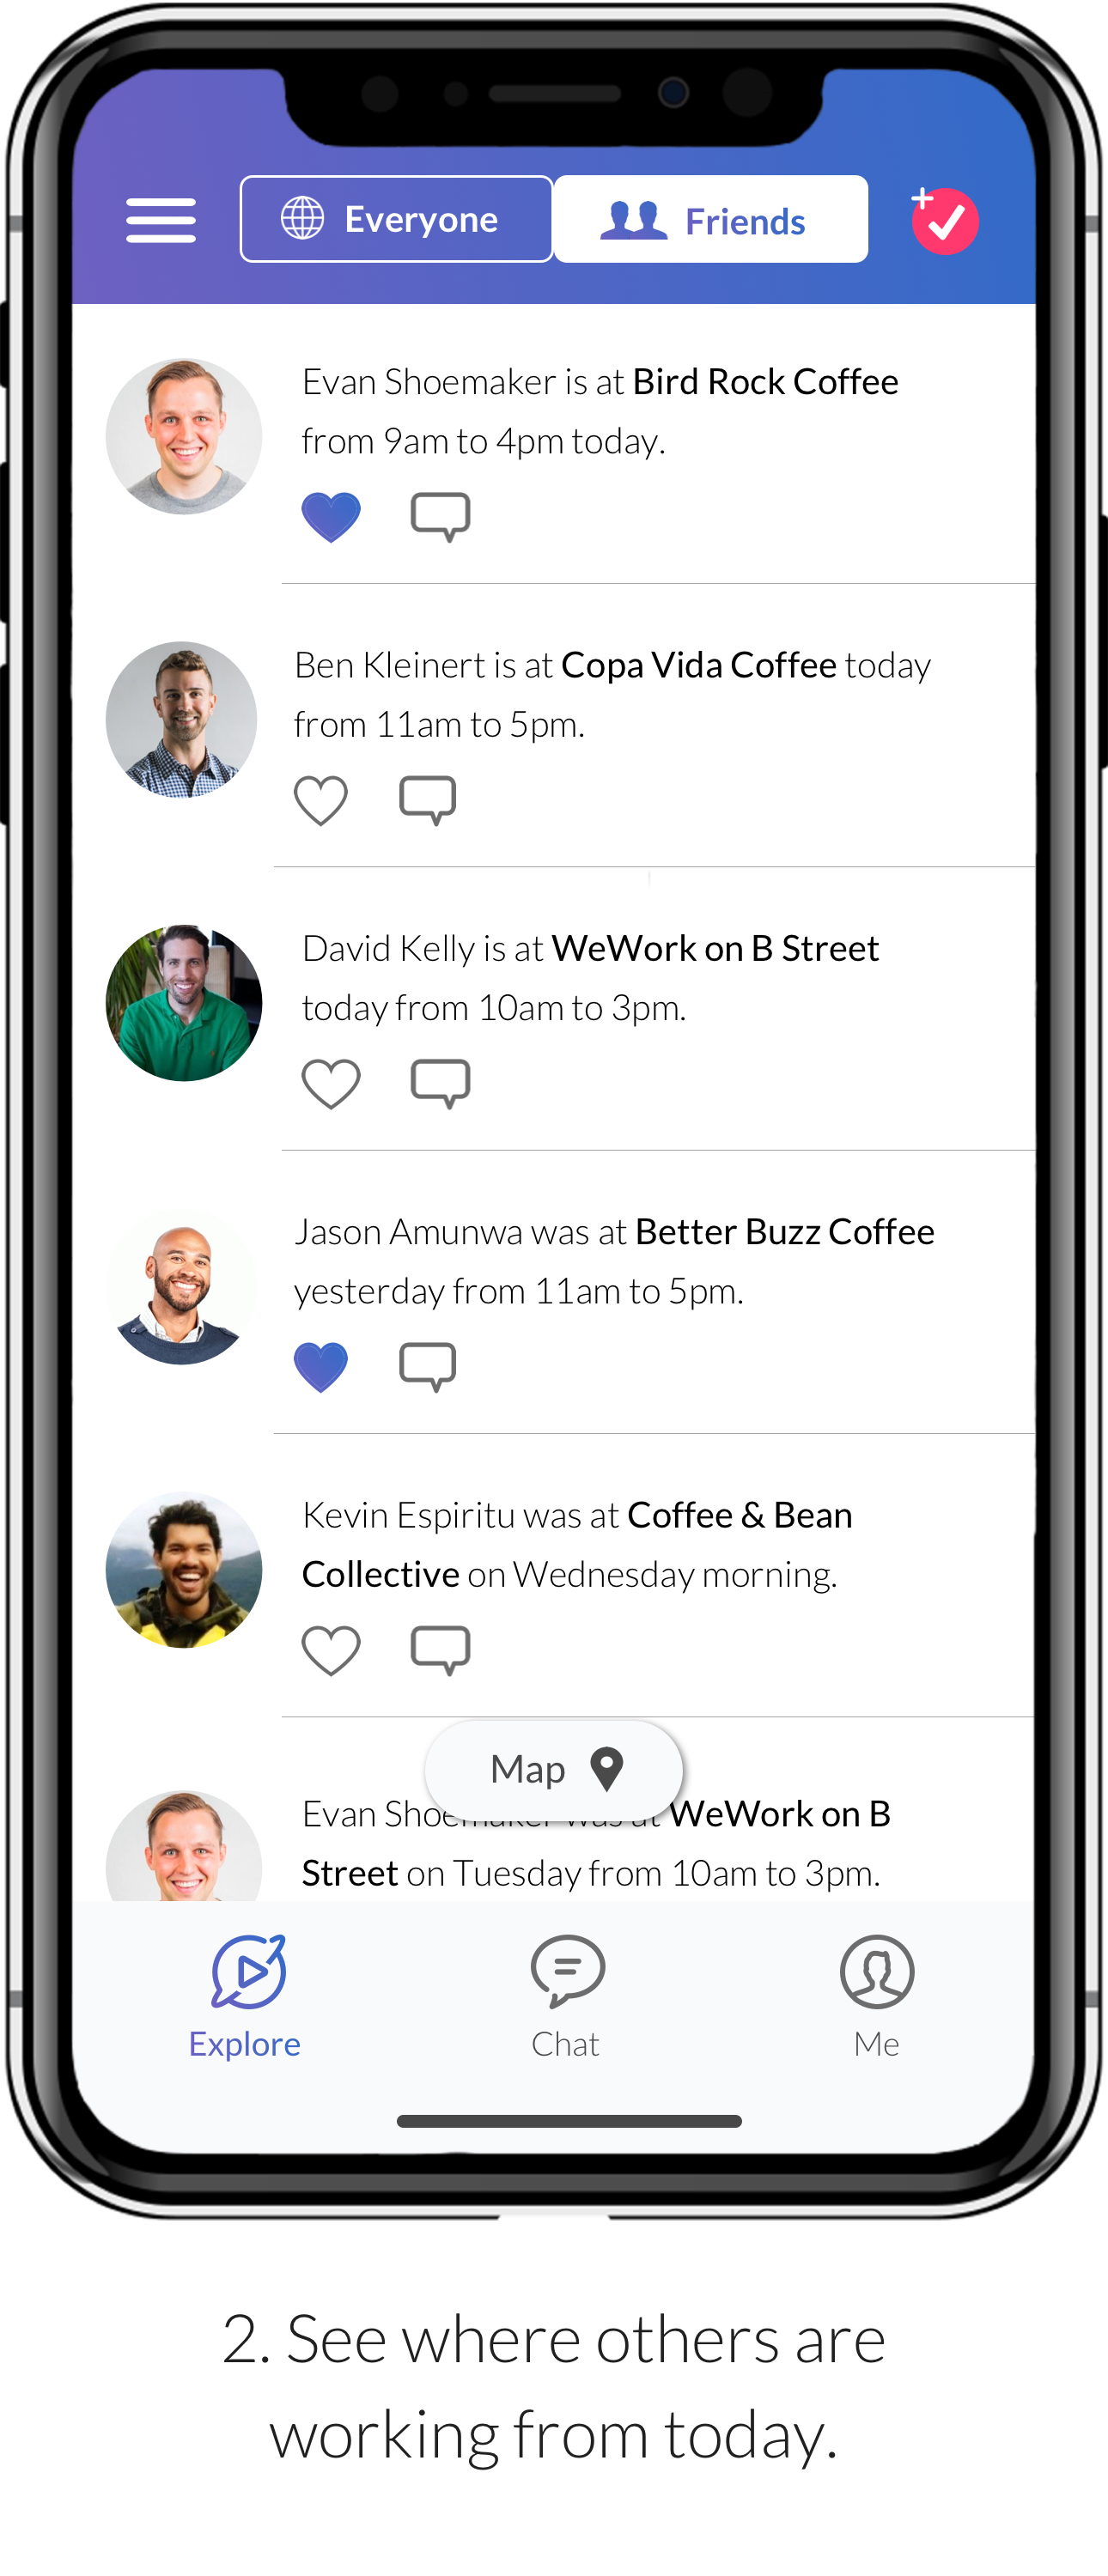 Everyone
Friends
Evan Shoemaker is at Bird Rock Coffee
from 9am to 4pm today.
Ben Kleinert is at Copa Vida Coffee today
from 11am to 5pm.
David Kelly is at WeWork on B Street
today from 10am to 3pm.
Jason Amunwa was at Better Buzz Coffee
yesterday from 11am to 5pm.
Kevin Espiritu was at Coffee & Bean
Collective on Wednesday morning.
Map
Evan Shoemaker was at WeWork on B
Street on Tuesday from 10am to 3pm.
Explore
Chat
Me
2. See where others are
working from today.